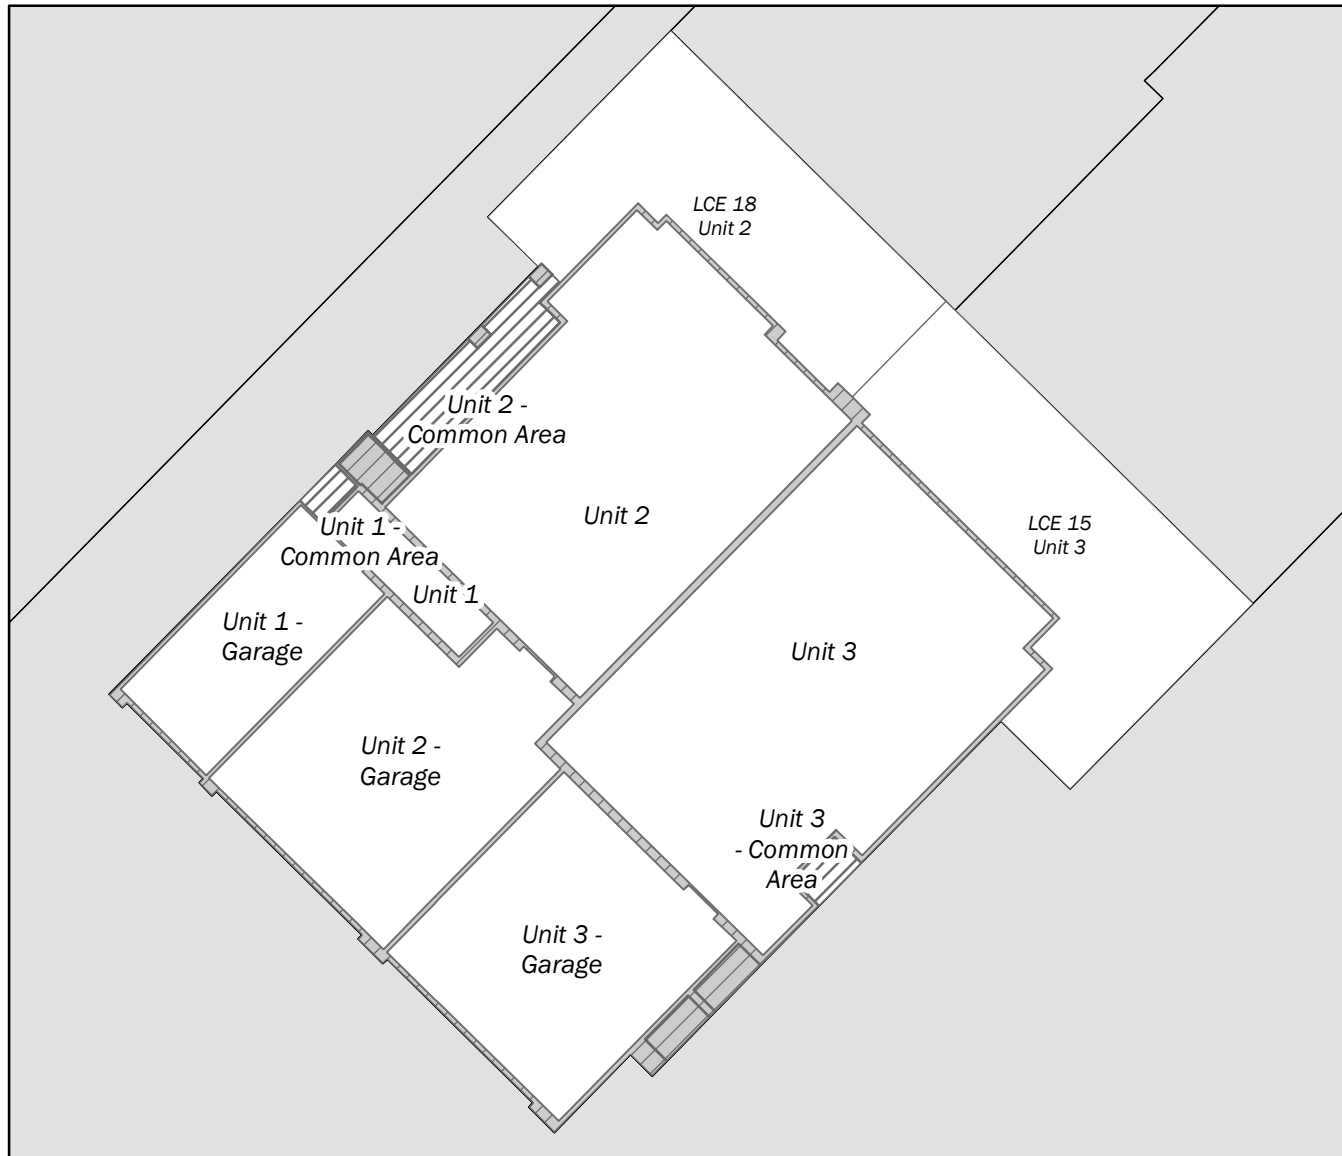 LCE 18
Unit 2
Unit 2 -
Common Area
Unit 2
Unit 1 -
Common Area
LCE 15
Unit 3
Unit 1
Unit 1 -
Garage
Unit 3
Unit 2 -
Garage
Unit 3
- Common
Area
Unit 3 -
Garage